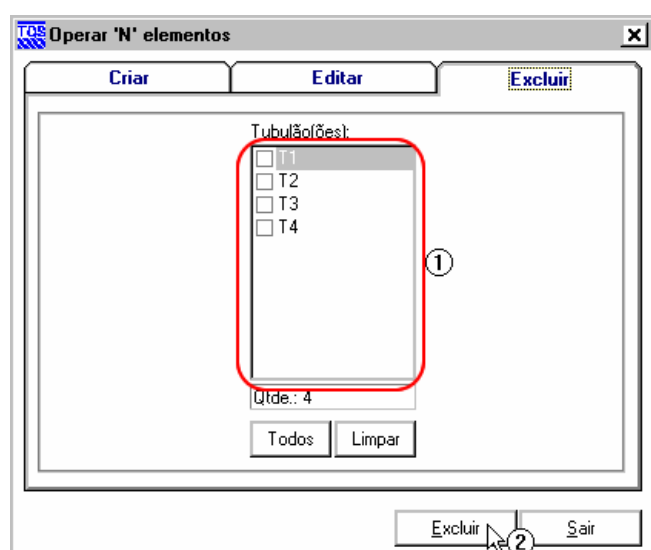 TQS Operar 'N' elementos
Criar Editar Excluir
Tubulão(ões):
T1
T2
T3
T4
1
Qtde.: 4
Todos Limpar
Excluir 2 Sair